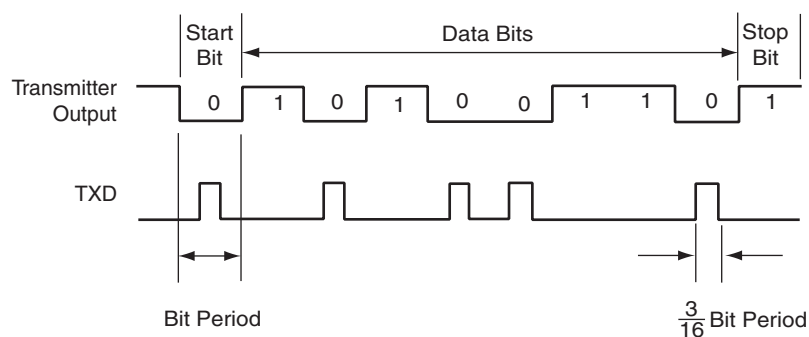 Start
Bit
Data Bits
Stop
Bit
Transmitter
Output
0 1 0 1 0 0 1 1 0 1
TXD
Bit Period
3/16 Bit Period